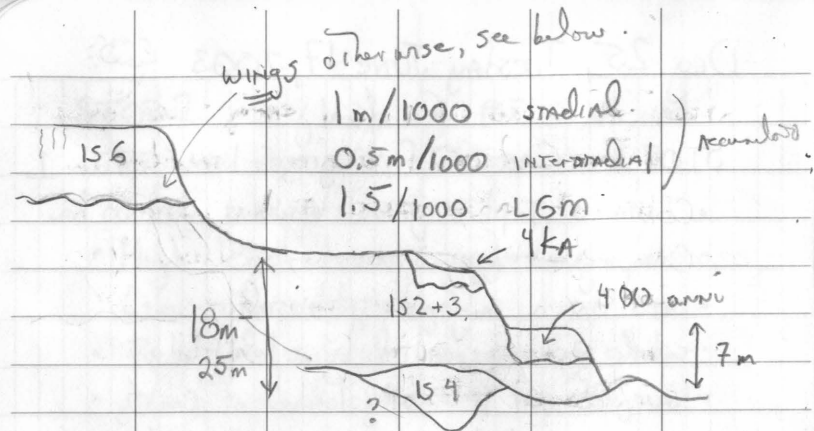 otherwise, see below.
WINGS
1m/1000 STADIAL
0.5m/1000 INTERSTADIAL
1.5/1000 LGM
IS 6
4KA
IS 2+3
400 anni
18m
25m
7m
IS 4
?